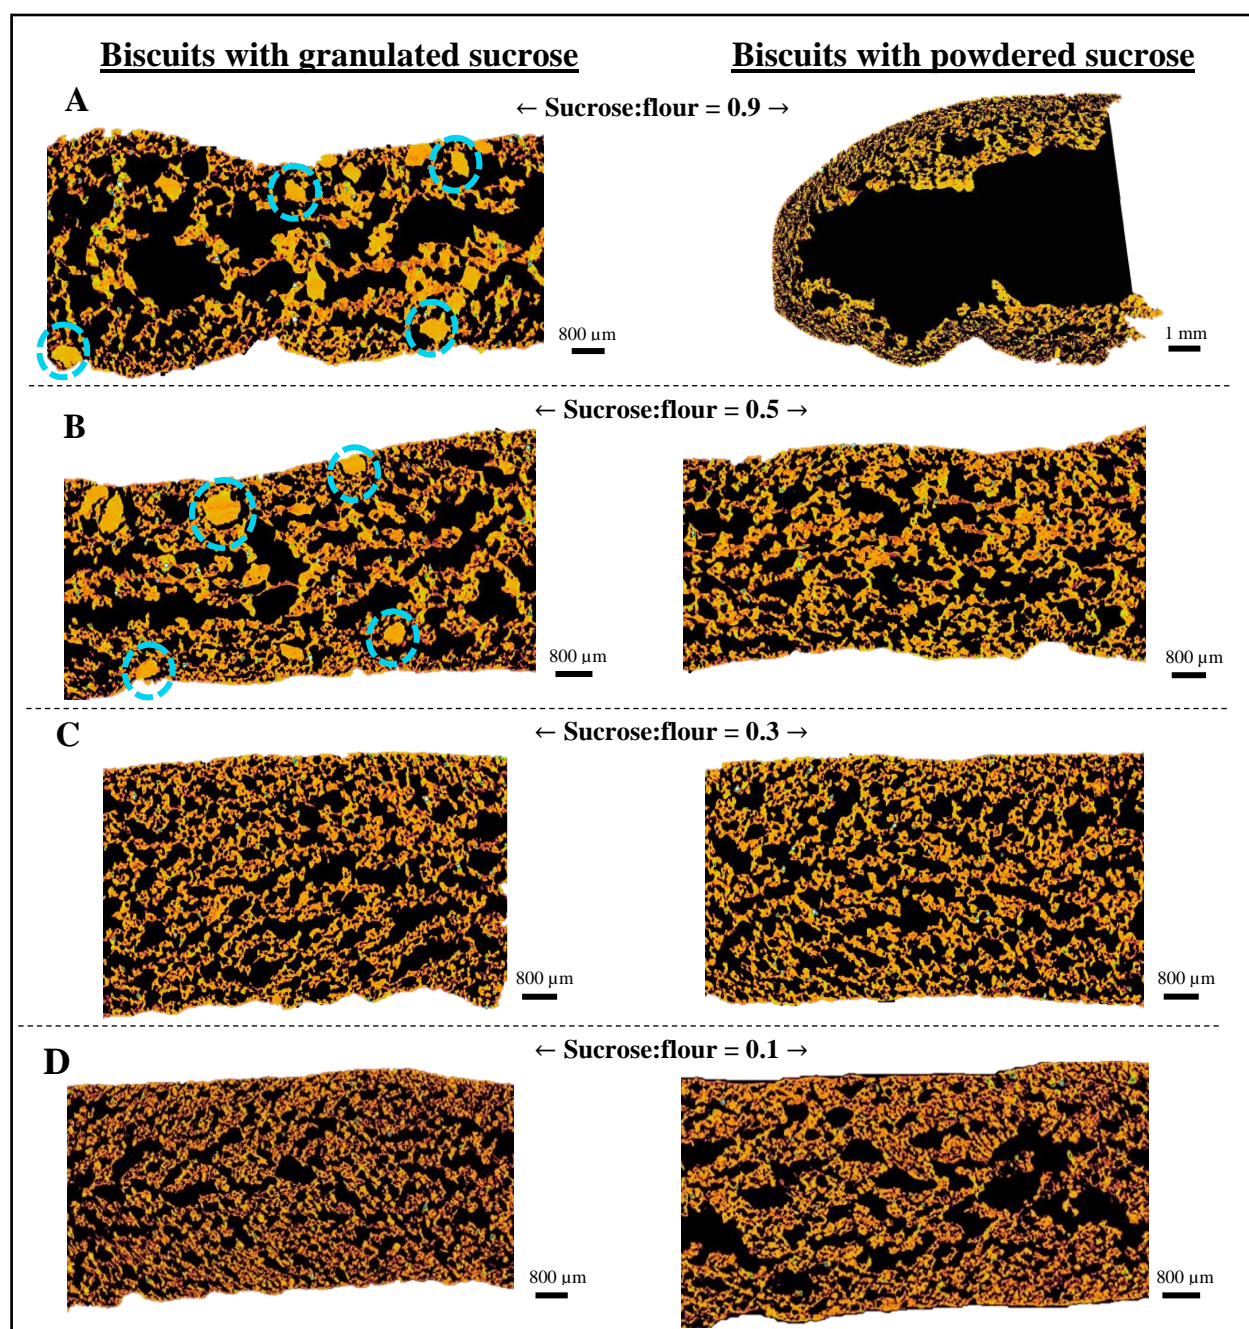 Biscuits with granulated sucrose
Biscuits with powdered sucrose
A
← Sucrose:flour = 0.9 →
800 µm
1 mm
B
← Sucrose:flour = 0.5 →
800 µm
800 µm
C
← Sucrose:flour = 0.3 →
800 µm
800 µm
D
← Sucrose:flour = 0.1 →
800 µm
800 µm